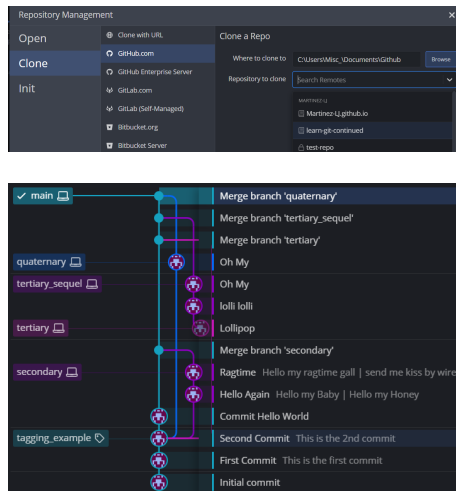 Repository Management
Open
Clone
Init
Clone with URL
GitHub.com
GitHub Enterprise Server
GitLab.com
GitLab (Self-Managed)
Bitbucket.org
Bitbucket Server
Clone a Repo
Where to clone to C:\Users\Misc_\Documents\Github Browse
Repository to clone Search Remotes
MARTINEZ-LJ
Martinez-LJ.github.io
learn-git-continued
test-repo
main Merge branch 'quaternary'
Merge branch 'tertiary_sequel'
Merge branch 'tertiary'
quaternary Oh My
tertiary_sequel Oh My
lolli lolli
tertiary Lollipop
Merge branch 'secondary'
secondary Ragtime Hello my ragtime gall | send me kiss by wire
Hello Again Hello my Baby | Hello my Honey
Commit Hello World
tagging_example Second Commit This is the 2nd commit
First Commit This is the first commit
Initial commit